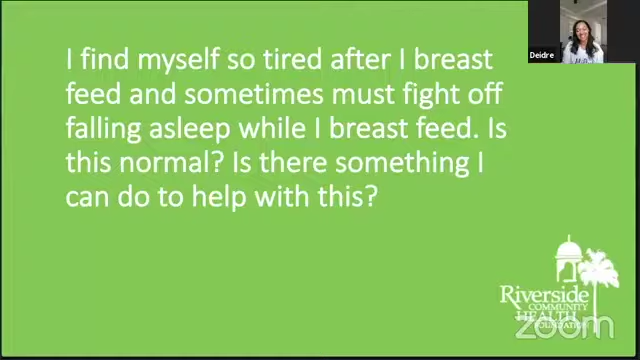 I find myself so tired after I breast
feed and sometimes must fight off
falling asleep while I breast feed. Is
this normal? Is there something I
can do to help with this?
Deidre
Riverside
COMMUNITY
HEALTH
FOUNDATION
zoom